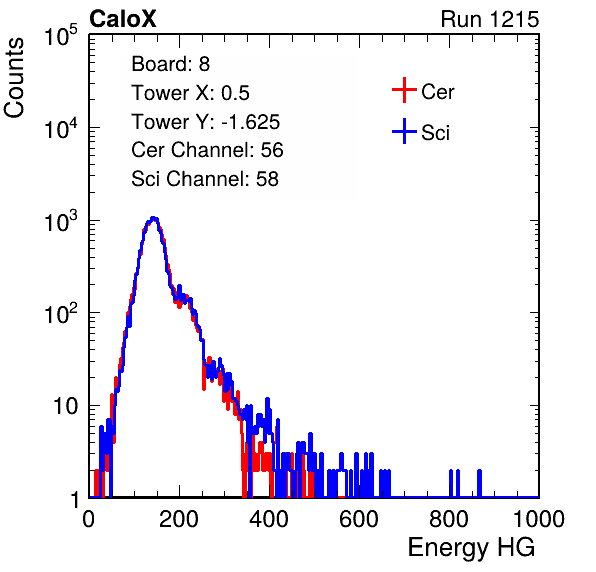 CaloX Run 1215
Counts
10^5
10^4
10^3
10^2
10
1
Board: 8
Tower X: 0.5
Tower Y: -1.625
Cer Channel: 56
Sci Channel: 58
Cer
Sci
0 200 400 600 800 1000
Energy HG